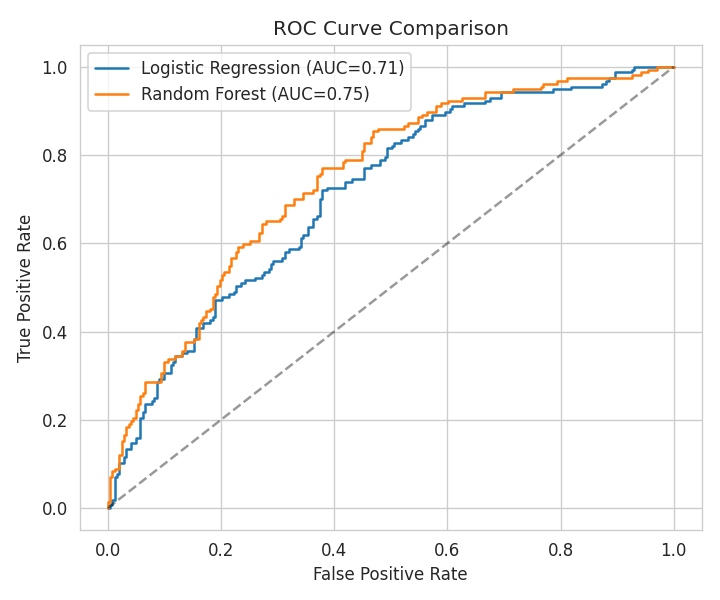 ROC Curve Comparison
Logistic Regression (AUC=0.71)
Random Forest (AUC=0.75)
1.0
0.8
0.6
0.4
0.2
0.0
True Positive Rate
0.0 0.2 0.4 0.6 0.8 1.0
False Positive Rate